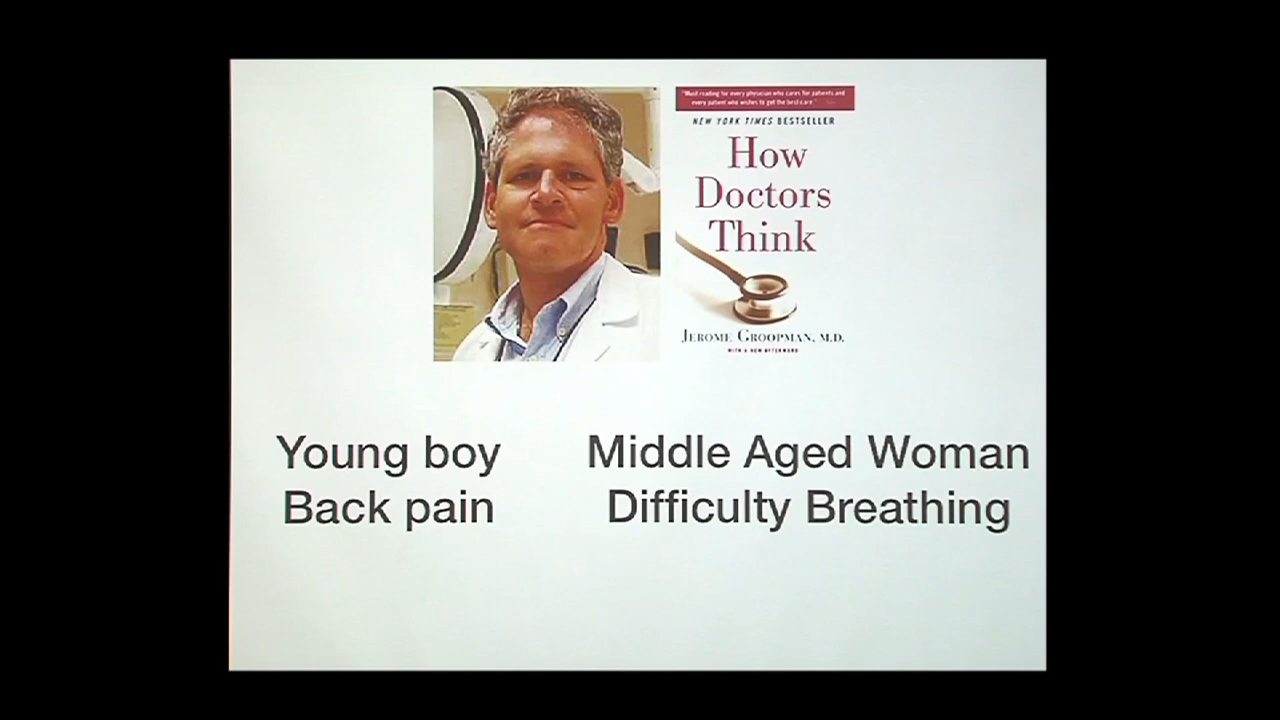 "Must reading for every physician who cares for patients and
every patient who wishes to get the best care."
NEW YORK TIMES BESTSELLER
How
Doctors
Think
JEROME GROOPMAN, M.D.
WITH A NEW AFTERWORD
Young boy
Back pain
Middle Aged Woman
Difficulty Breathing